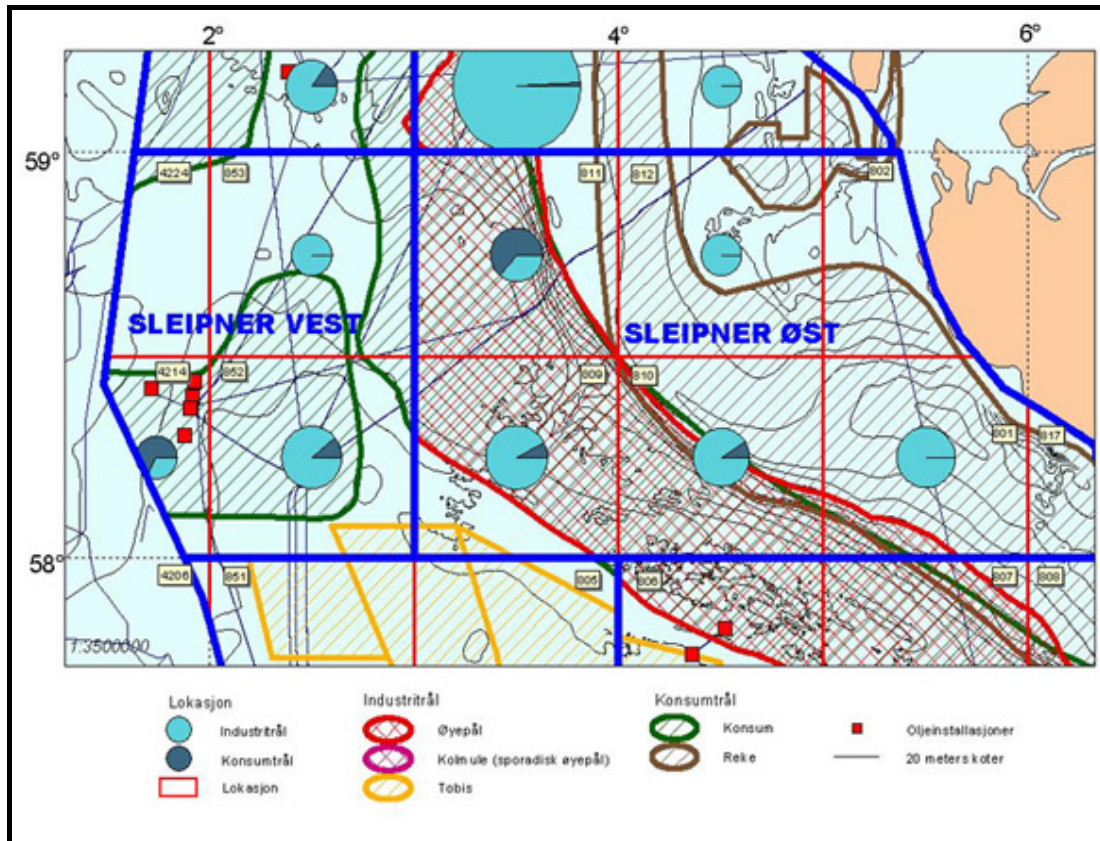 2° 4° 6°
59°
4224 853 811 812 802
SLEIPNER VEST SLEIPNER ØST
4214 852 809 810
801 817
58°
4206 851 805 806 807 808
1:3500000
Lokasjon Industritrål Konsumtrål
Industritrål Øyepål Konsum Oljeinstallasjoner
Konsumtrål Kolmule (sporadisk øyepål) Reke 20 meters koter
Lokasjon Tobis